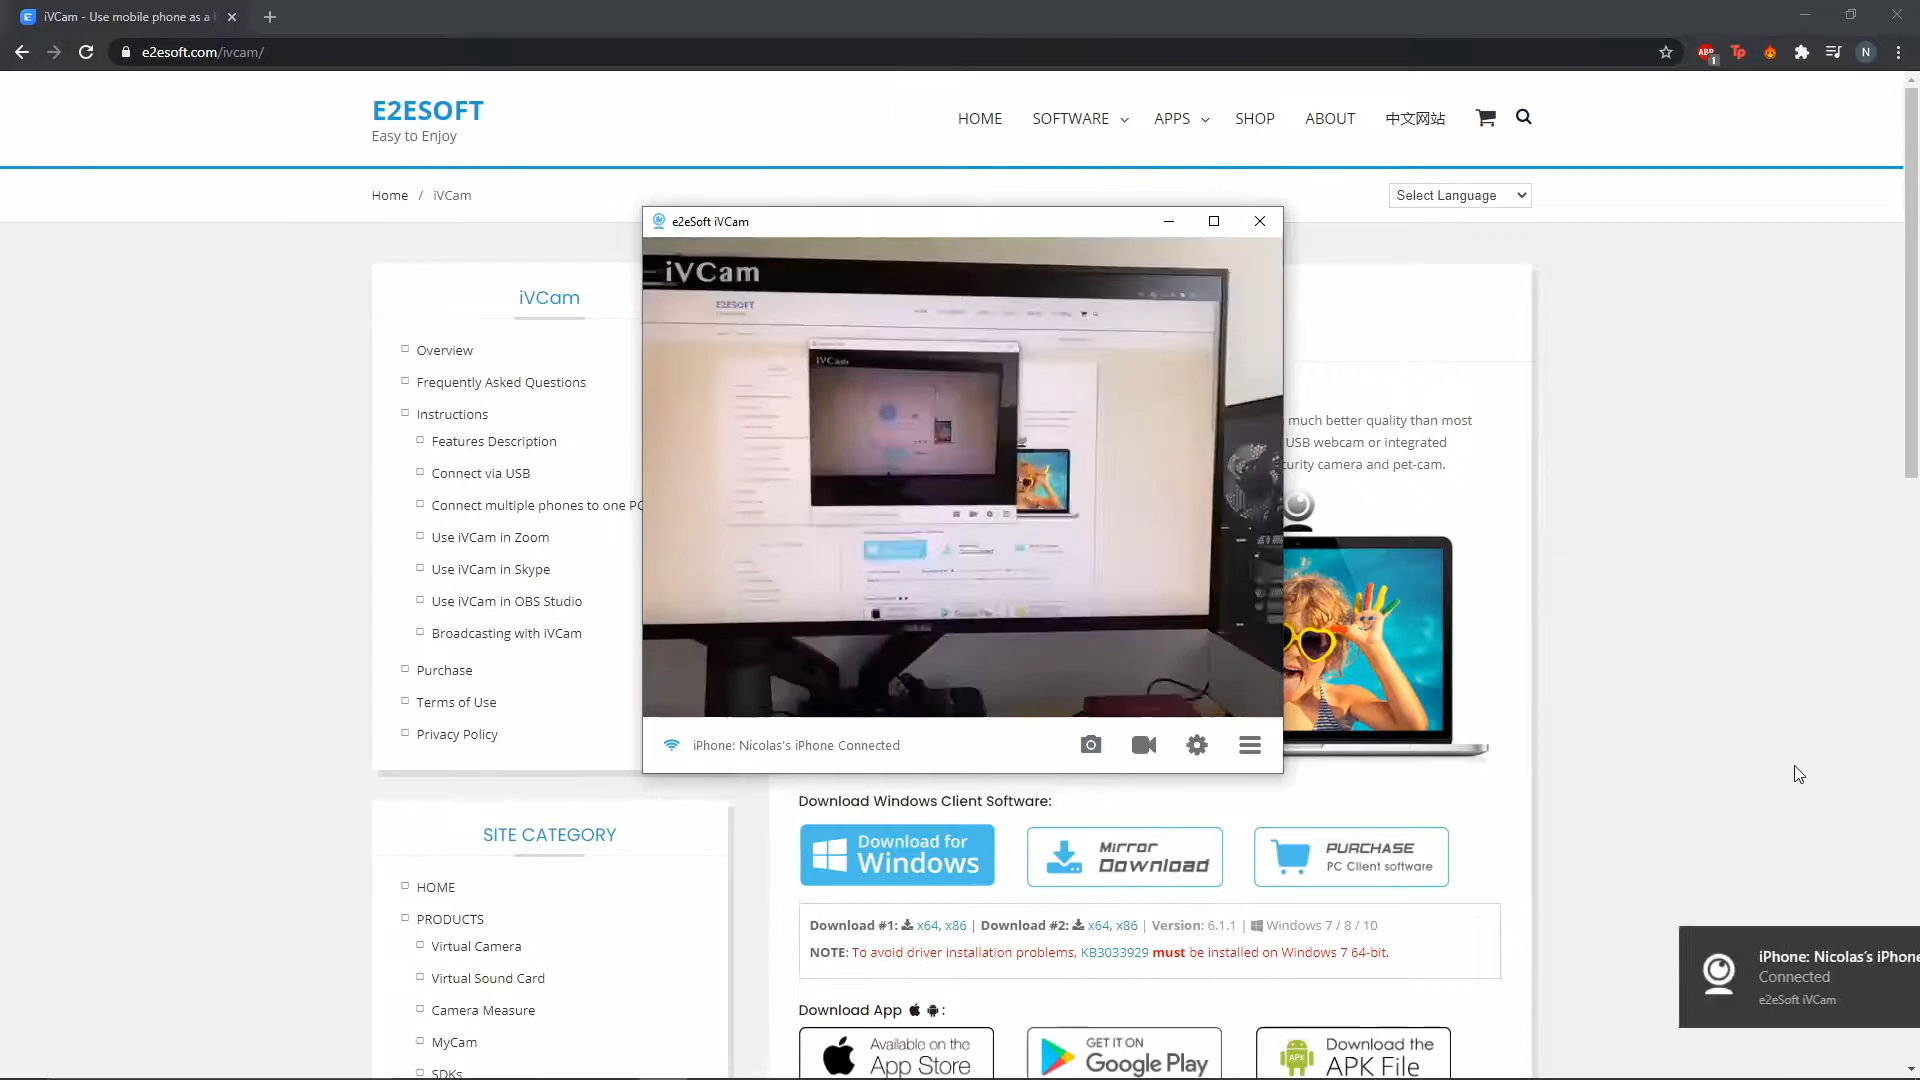 iVCam - Use mobile phone as a
e2esoft.com/ivcam/
ABP
1
Tp
N
E2ESOFT
Easy to Enjoy
HOME
SOFTWARE
APPS
SHOP
ABOUT
中文网站
Home / iVCam
Select Language
e2eSoft iVCam
iVCam
E2ESOFT
iVCam
iPhone: Nicolas's iPhone Connected
iVCam
Overview
Frequently Asked Questions
Instructions
Features Description
Connect via USB
Connect multiple phones to one PC
Use iVCam in Zoom
Use iVCam in Skype
Use iVCam in OBS Studio
Broadcasting with iVCam
Purchase
Terms of Use
Privacy Policy
much better quality than most
USB webcam or integrated
curity camera and pet-cam.
SITE CATEGORY
HOME
PRODUCTS
Virtual Camera
Virtual Sound Card
Camera Measure
MyCam
SDKs
Download Windows Client Software:
Download for
Windows
Mirror
Download
PURCHASE
PC Client software
Download #1: x64, x86 | Download #2: x64, x86 | Version: 6.1.1 | Windows 7 / 8 / 10
NOTE: To avoid driver installation problems, KB3033929 must be installed on Windows 7 64-bit.
Download App :
Available on the
App Store
GET IT ON
Google Play
APK
Download the
APK File
iPhone: Nicolas's iPhone
Connected
e2eSoft iVCam